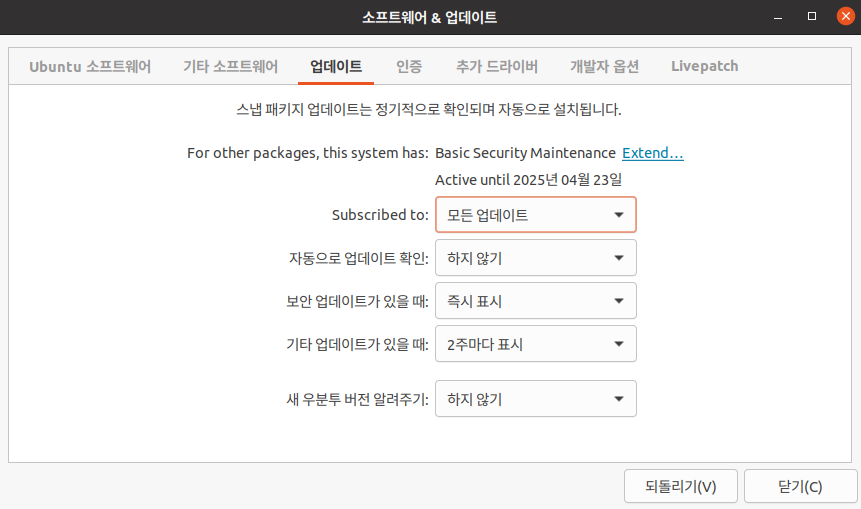 소프트웨어 & 업데이트
Ubuntu 소프트웨어 기타 소프트웨어 업데이트 인증 추가 드라이버 개발자 옵션 Livepatch
스냅 패키지 업데이트는 정기적으로 확인되며 자동으로 설치됩니다.
For other packages, this system has: Basic Security Maintenance Extend…
Active until 2025년 04월 23일
Subscribed to: 모든 업데이트
자동으로 업데이트 확인: 하지 않기
보안 업데이트가 있을 때: 즉시 표시
기타 업데이트가 있을 때: 2주마다 표시
새 우분투 버전 알려주기: 하지 않기
되돌리기(V) 닫기(C)